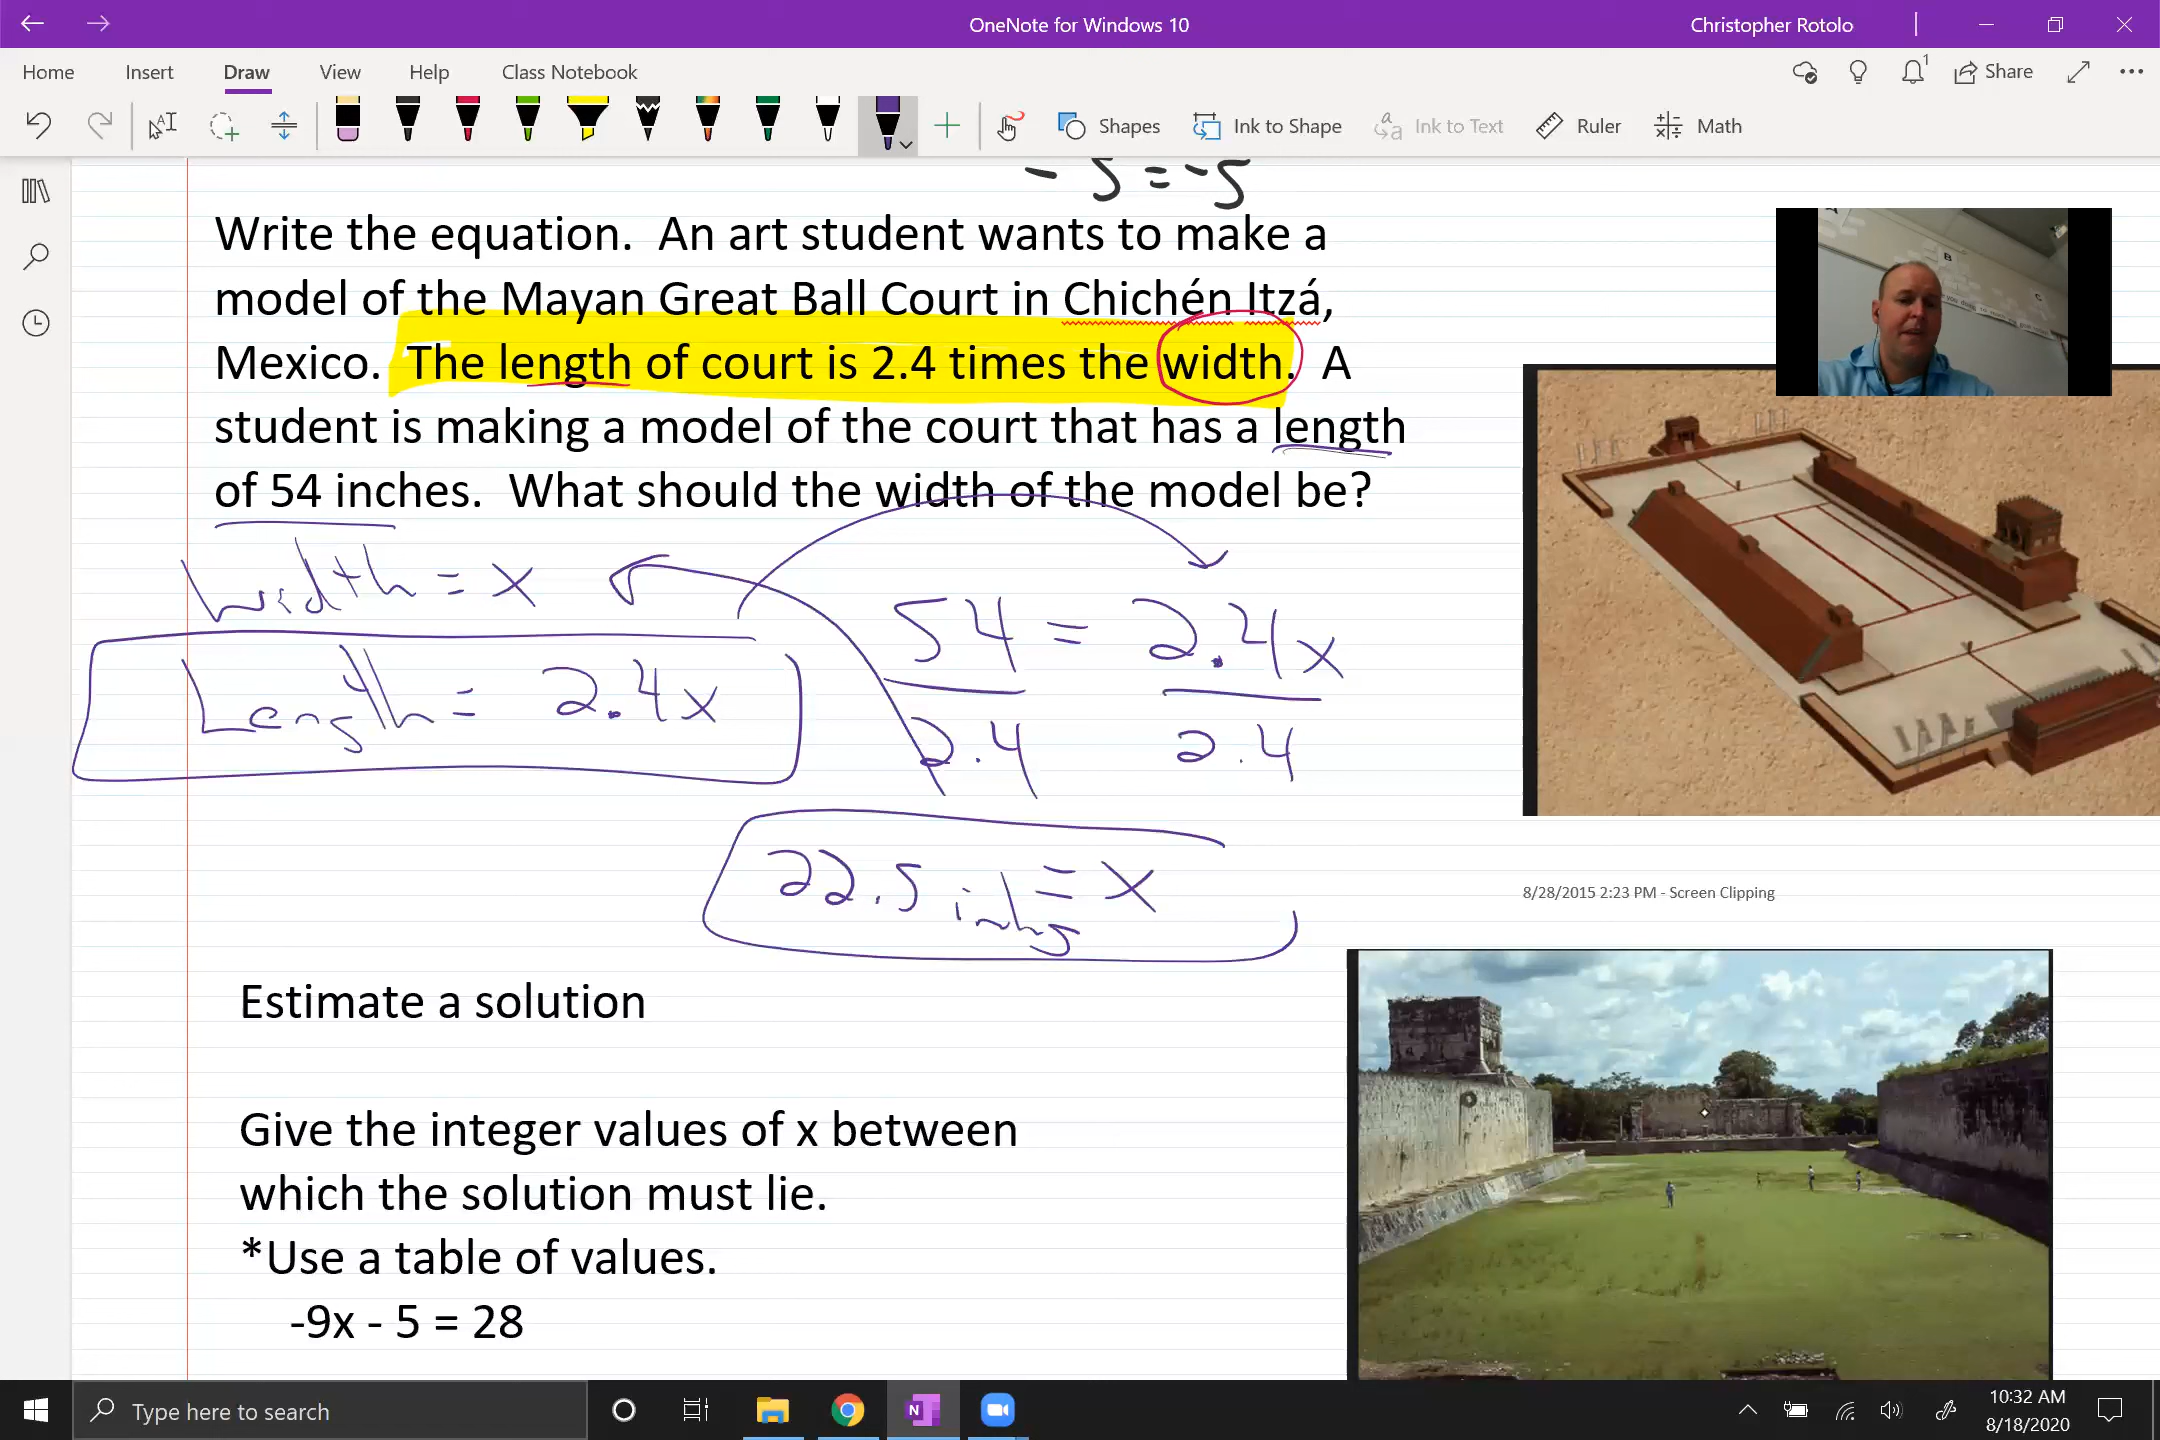 OneNote for Windows 10
Christopher Rotolo
Home Insert Draw View Help Class Notebook
Share
Shapes Ink to Shape Ink to Text Ruler Math
- 5 = -5
Write the equation. An art student wants to make a
model of the Mayan Great Ball Court in Chichén Itzá,
Mexico. The length of court is 2.4 times the width. A
student is making a model of the court that has a length
of 54 inches. What should the width of the model be?
Width = x
Length = 2.4x
54 = 2.4x
2.4 2.4
22.5 = x
8/28/2015 2:23 PM - Screen Clipping
Estimate a solution
Give the integer values of x between
which the solution must lie.
*Use a table of values.
-9x - 5 = 28
Type here to search
10:32 AM
8/18/2020